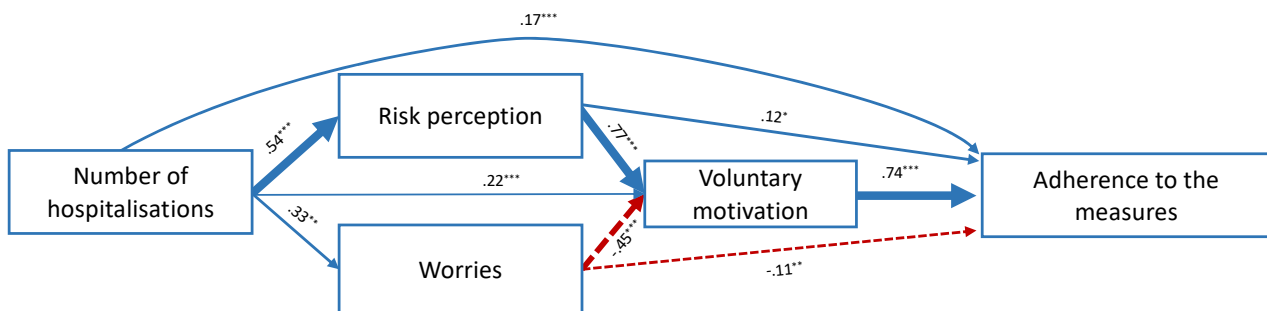 .17***
Risk perception
.54***
.77***
.12*
Number of
hospitalisations
.22***
Voluntary
motivation
.74***
Adherence to the
measures
.33**
Worries
-.45***
-.11**